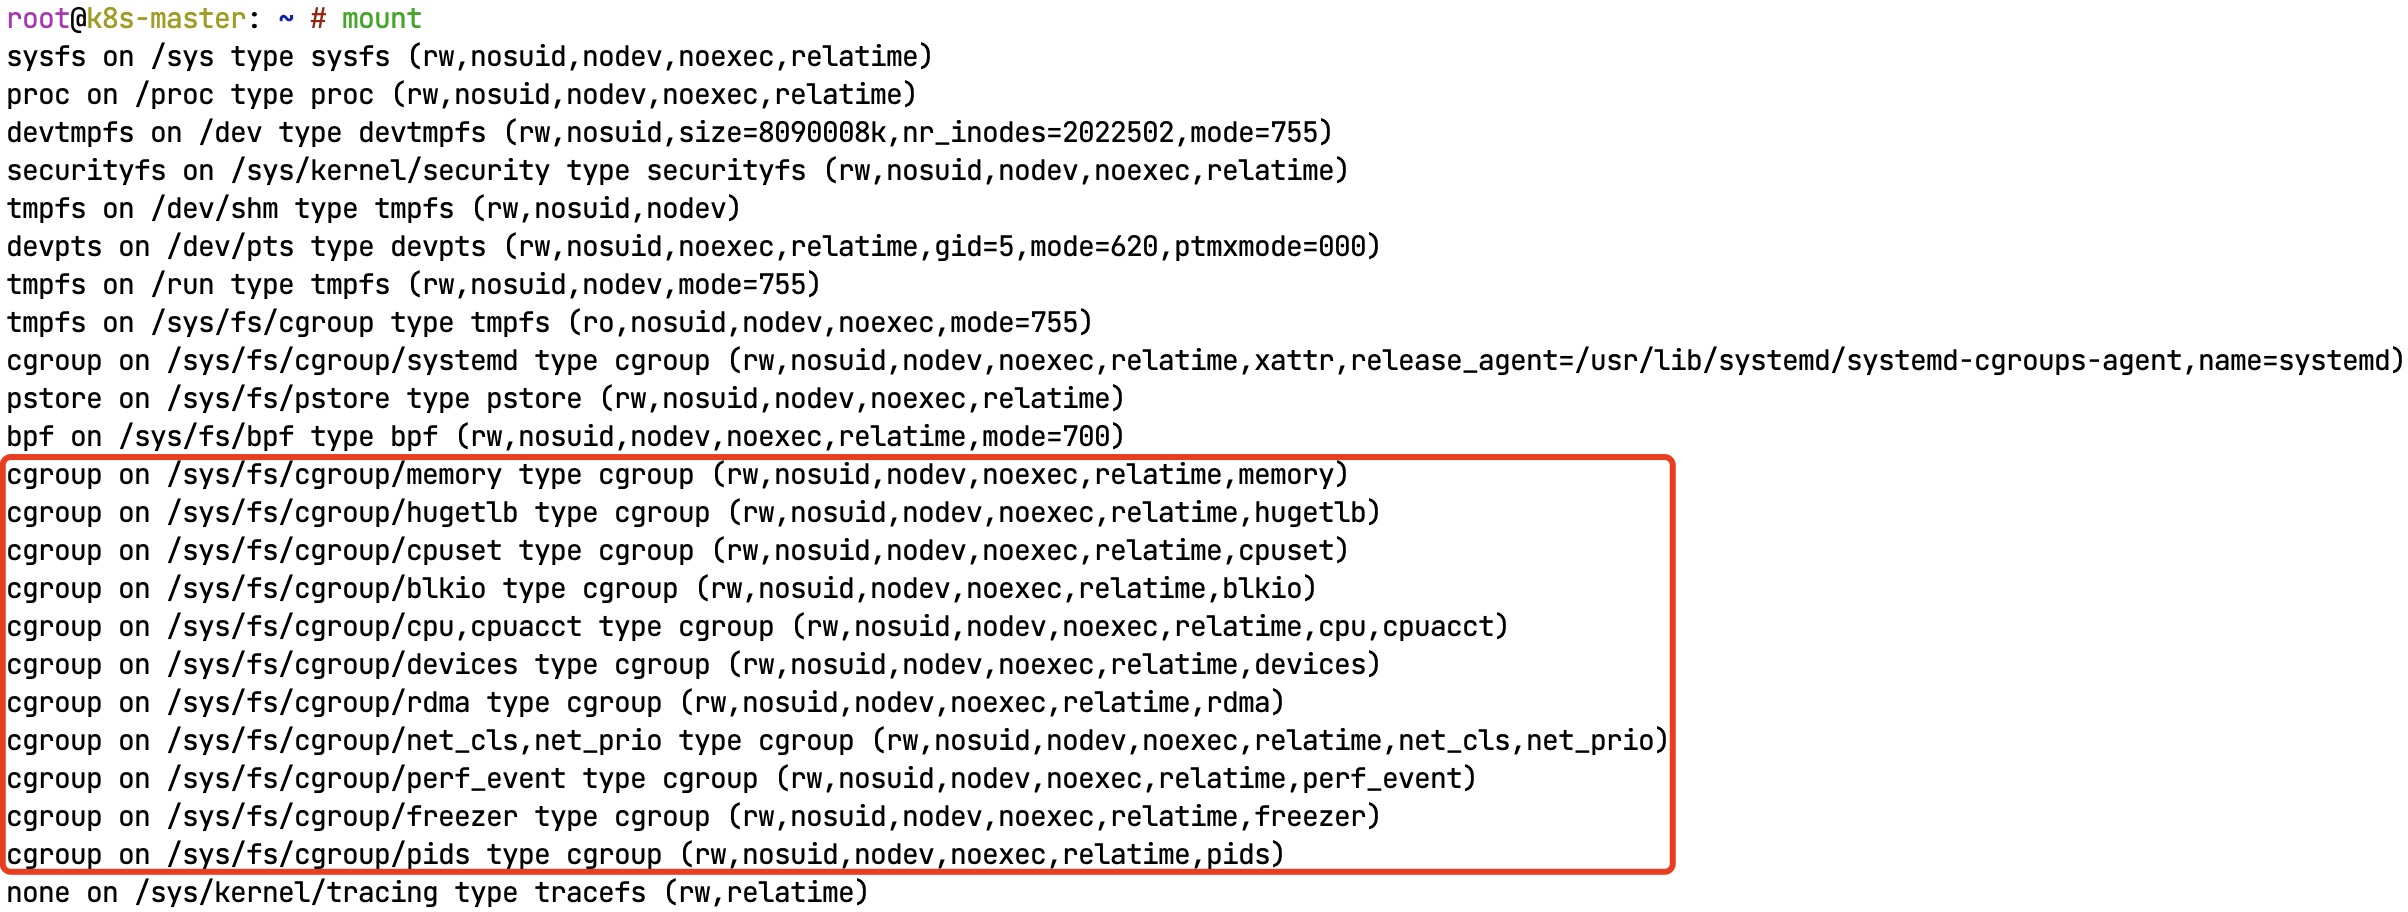 root@k8s-master: ~ # mount
sysfs on /sys type sysfs (rw,nosuid,nodev,noexec,relatime)
proc on /proc type proc (rw,nosuid,nodev,noexec,relatime)
devtmpfs on /dev type devtmpfs (rw,nosuid,size=8090008k,nr_inodes=2022502,mode=755)
securityfs on /sys/kernel/security type securityfs (rw,nosuid,nodev,noexec,relatime)
tmpfs on /dev/shm type tmpfs (rw,nosuid,nodev)
devpts on /dev/pts type devpts (rw,nosuid,noexec,relatime,gid=5,mode=620,ptmxmode=000)
tmpfs on /run type tmpfs (rw,nosuid,nodev,mode=755)
tmpfs on /sys/fs/cgroup type tmpfs (ro,nosuid,nodev,noexec,mode=755)
cgroup on /sys/fs/cgroup/systemd type cgroup (rw,nosuid,nodev,noexec,relatime,xattr,release_agent=/usr/lib/systemd/systemd-cgroups-agent,name=systemd)
pstore on /sys/fs/pstore type pstore (rw,nosuid,nodev,noexec,relatime)
bpf on /sys/fs/bpf type bpf (rw,nosuid,nodev,noexec,relatime,mode=700)
cgroup on /sys/fs/cgroup/memory type cgroup (rw,nosuid,nodev,noexec,relatime,memory)
cgroup on /sys/fs/cgroup/hugetlb type cgroup (rw,nosuid,nodev,noexec,relatime,hugetlb)
cgroup on /sys/fs/cgroup/cpuset type cgroup (rw,nosuid,nodev,noexec,relatime,cpuset)
cgroup on /sys/fs/cgroup/blkio type cgroup (rw,nosuid,nodev,noexec,relatime,blkio)
cgroup on /sys/fs/cgroup/cpu,cpuacct type cgroup (rw,nosuid,nodev,noexec,relatime,cpu,cpuacct)
cgroup on /sys/fs/cgroup/devices type cgroup (rw,nosuid,nodev,noexec,relatime,devices)
cgroup on /sys/fs/cgroup/rdma type cgroup (rw,nosuid,nodev,noexec,relatime,rdma)
cgroup on /sys/fs/cgroup/net_cls,net_prio type cgroup (rw,nosuid,nodev,noexec,relatime,net_cls,net_prio)
cgroup on /sys/fs/cgroup/perf_event type cgroup (rw,nosuid,nodev,noexec,relatime,perf_event)
cgroup on /sys/fs/cgroup/freezer type cgroup (rw,nosuid,nodev,noexec,relatime,freezer)
cgroup on /sys/fs/cgroup/pids type cgroup (rw,nosuid,nodev,noexec,relatime,pids)
none on /sys/kernel/tracing type tracefs (rw,relatime)